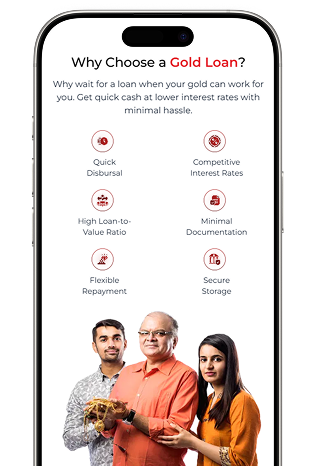 Why Choose a Gold Loan?
Why wait for a loan when your gold can work for
you. Get quick cash at lower interest rates with
minimal hassle.
Quick
Disbursal
Competitive
Interest Rates
High Loan-to-
Value Ratio
Minimal
Documentation
Flexible
Repayment
Secure
Storage